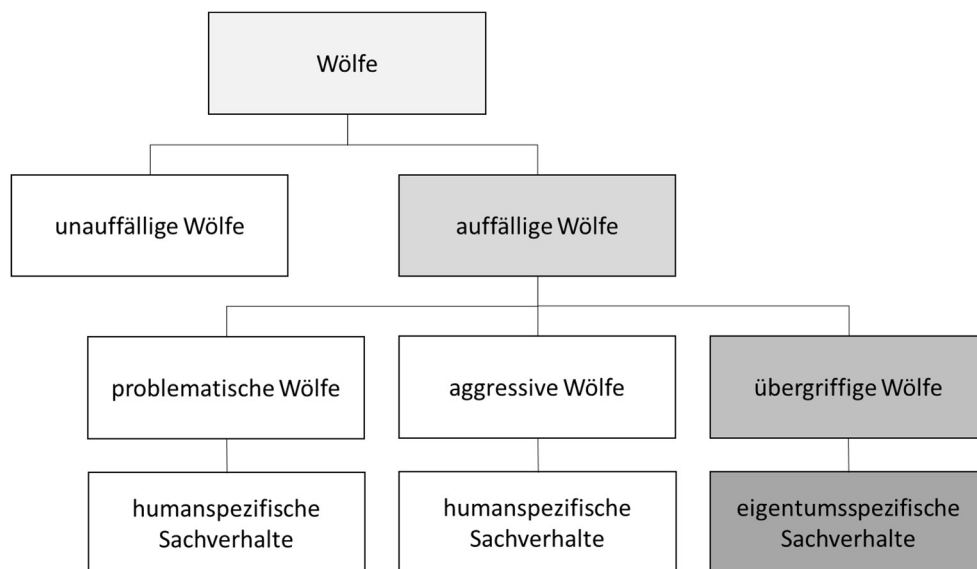 Wölfe
unauffällige Wölfe
auffällige Wölfe
problematische Wölfe
aggressive Wölfe
übergriffige Wölfe
humanspezifische
Sachverhalte
humanspezifische
Sachverhalte
eigentumsspezifische
Sachverhalte